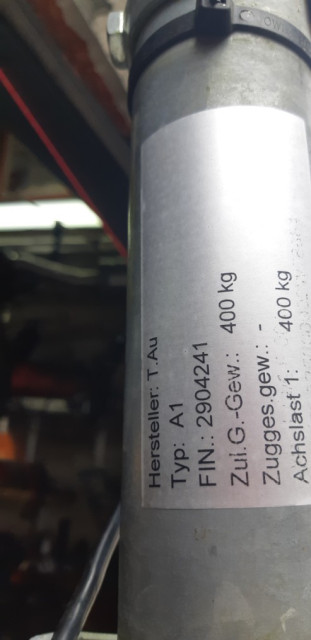 Hersteller: T.Au
Typ: A1
FIN.: 2904241
Zul.G.-Gew.: 400 kg
Zugges.gew.: -
Achslast 1: 400 kg